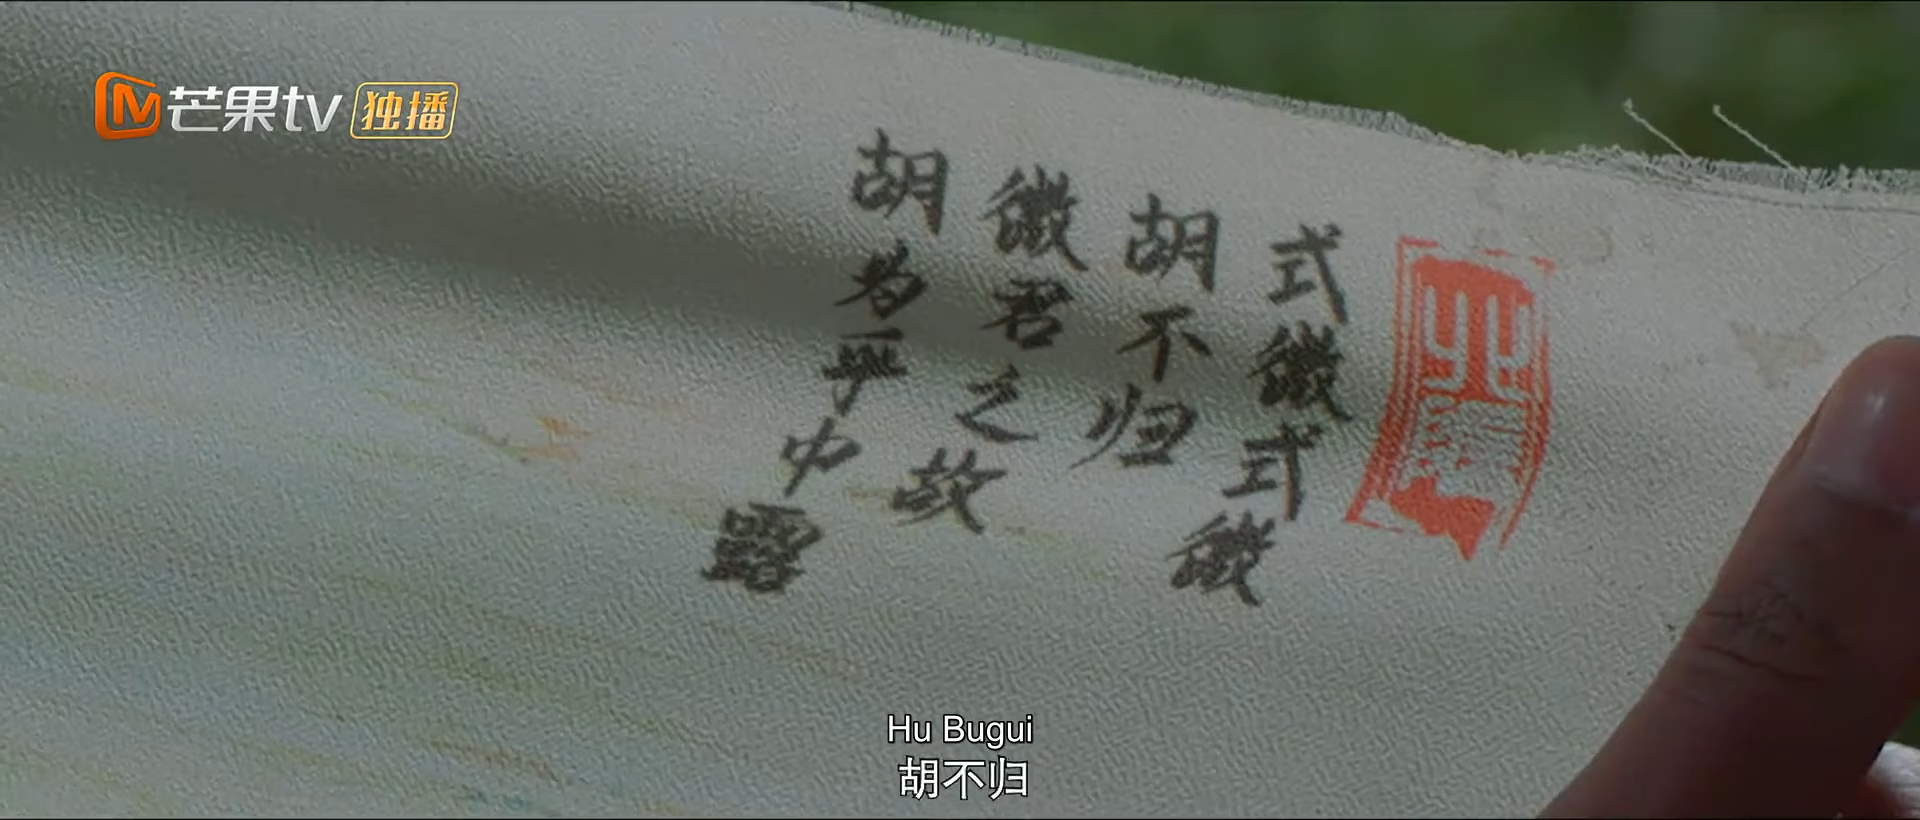 芒果tv 独播
式微式微
胡不归
微君之故
胡为乎中露
Hu Bugui
胡不归